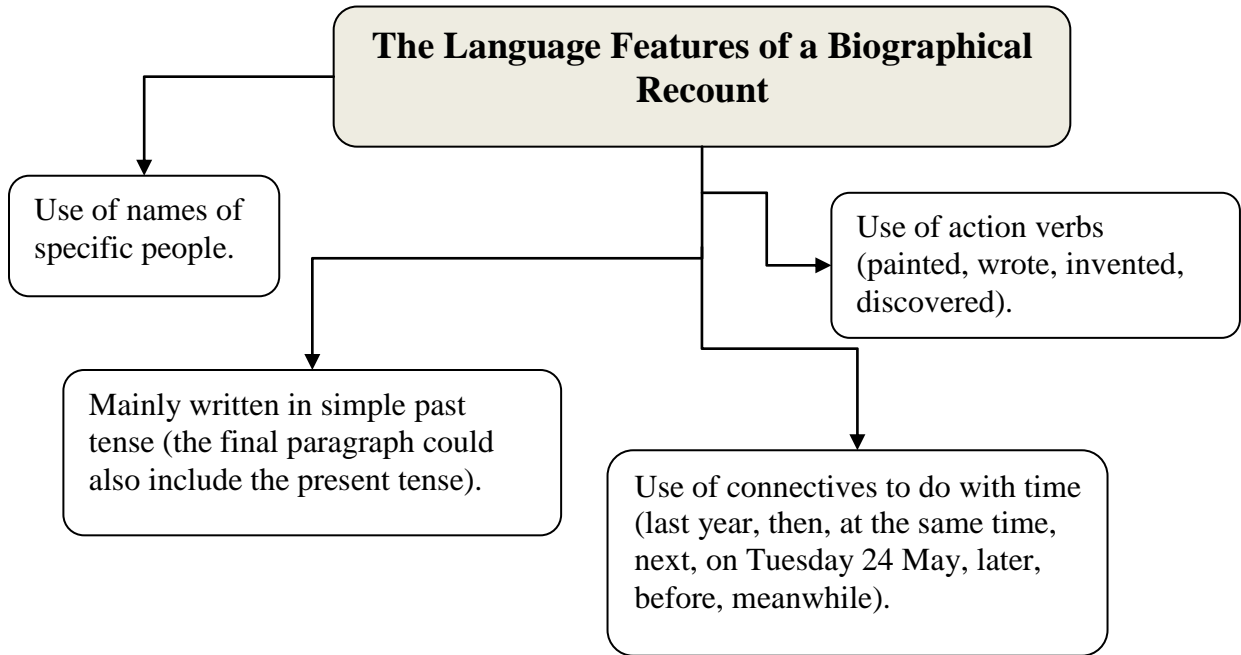 The Language Features of a Biographical
Recount
Use of names of
specific people.
Use of action verbs
(painted, wrote, invented,
discovered).
Mainly written in simple past
tense (the final paragraph could
also include the present tense).
Use of connectives to do with time
(last year, then, at the same time,
next, on Tuesday 24 May, later,
before, meanwhile).